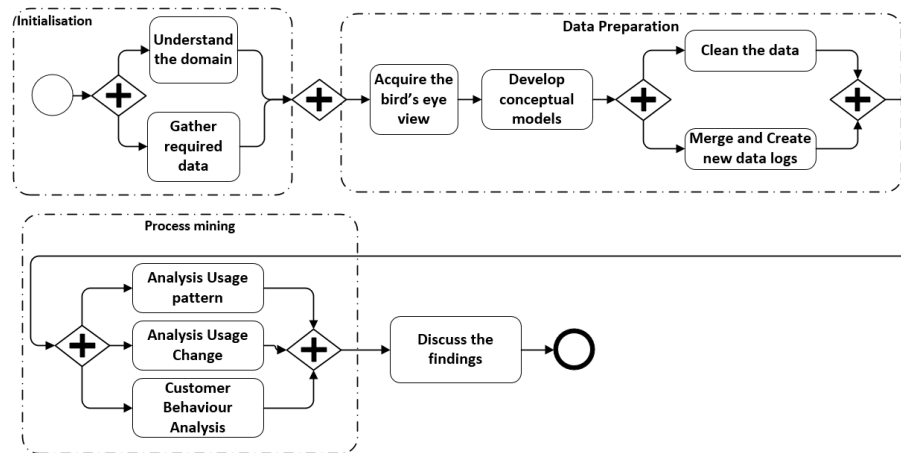 Initialisation
Understand
the domain
Gather
required
data
Data Preparation
Acquire the
bird's eye
view
Develop
conceptual
models
Clean the data
Merge and Create
new data logs
Process mining
Analysis Usage
pattern
Analysis Usage
Change
Customer
Behaviour
Analysis
Discuss the
findings